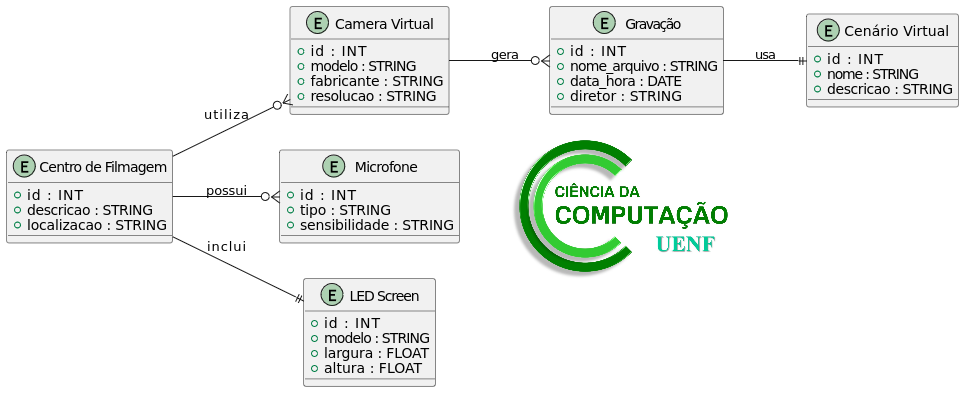 E Camera Virtual
id : INT
modelo : STRING
fabricante : STRING
resolucao : STRING
gera
E Gravação
id : INT
nome_arquivo : STRING
data_hora : DATE
diretor : STRING
usa
E Cenário Virtual
id : INT
nome : STRING
descricao : STRING
utiliza
E Centro de Filmagem
id : INT
descricao : STRING
localizacao : STRING
possui
E Microfone
id : INT
tipo : STRING
sensibilidade : STRING
inclui
E LED Screen
id : INT
modelo : STRING
largura : FLOAT
altura : FLOAT
CIÊNCIA DA
COMPUTAÇÃO
UENF